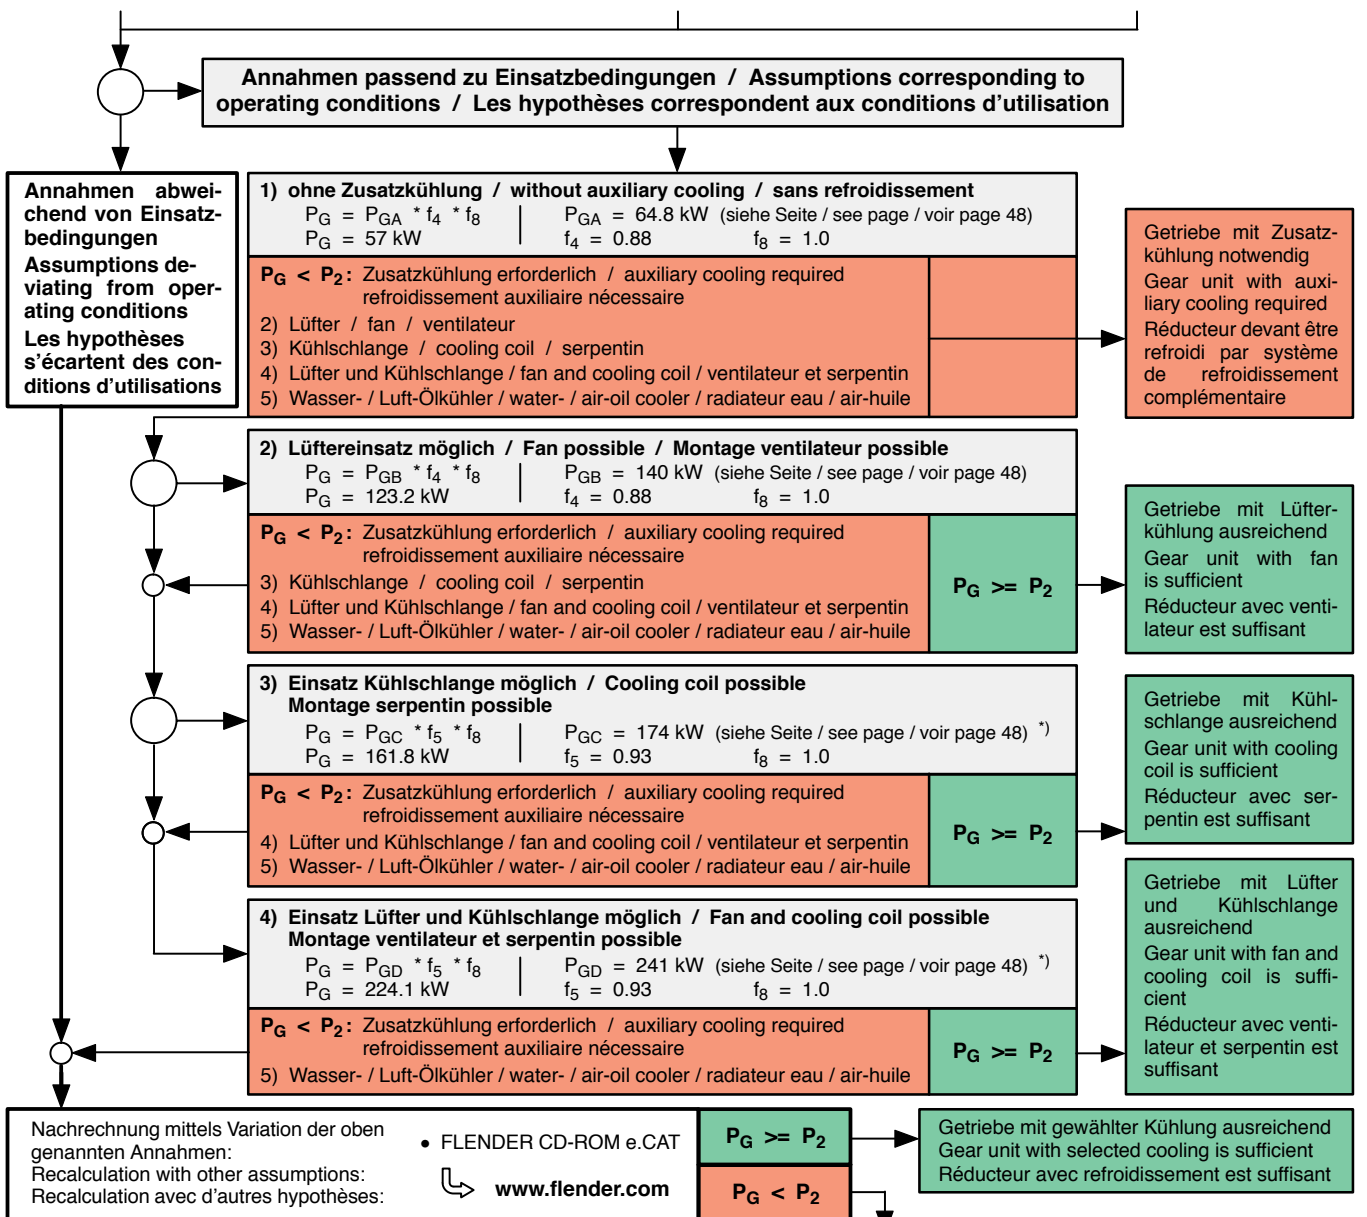 Annahmen passend zu Einsatzbedingungen / Assumptions corresponding to
operating conditions / Les hypothèses correspondent aux conditions d'utilisation
Annahmen abwei-
chend von Einsatz-
bedingungen
Assumptions de-
viating from oper-
ating conditions
Les hypothèses
s'écartent des con-
ditions d'utilisations
1) ohne Zusatzkühlung / without auxiliary cooling / sans refroidissement
PG = PGA * f4 * f8 | PGA = 64.8 kW (siehe Seite / see page / voir page 48)
PG = 57 kW f4 = 0.88 f8 = 1.0
PG < P2: Zusatzkühlung erforderlich / auxiliary cooling required
refroidissement auxiliaire nécessaire
2) Lüfter / fan / ventilateur
3) Kühlschlange / cooling coil / serpentin
4) Lüfter und Kühlschlange / fan and cooling coil / ventilateur et serpentin
5) Wasser- / Luft-Ölkühler / water- / air-oil cooler / radiateur eau / air-huile
Getriebe mit Zusatz-
kühlung notwendig
Gear unit with auxi-
liary cooling required
Réducteur devant être
refroidi par système
de refroidissement
complémentaire
2) Lüftereinsatz möglich / Fan possible / Montage ventilateur possible
PG = PGB * f4 * f8 | PGB = 140 kW (siehe Seite / see page / voir page 48)
PG = 123.2 kW f4 = 0.88 f8 = 1.0
PG < P2: Zusatzkühlung erforderlich / auxiliary cooling required
refroidissement auxiliaire nécessaire
3) Kühlschlange / cooling coil / serpentin
4) Lüfter und Kühlschlange / fan and cooling coil / ventilateur et serpentin
5) Wasser- / Luft-Ölkühler / water- / air-oil cooler / radiateur eau / air-huile
PG >= P2
Getriebe mit Lüfter-
kühlung ausreichend
Gear unit with fan
is sufficient
Réducteur avec venti-
lateur est suffisant
3) Einsatz Kühlschlange möglich / Cooling coil possible
Montage serpentin possible
PG = PGC * f5 * f8 | PGC = 174 kW (siehe Seite / see page / voir page 48) *)
PG = 161.8 kW f5 = 0.93 f8 = 1.0
PG < P2: Zusatzkühlung erforderlich / auxiliary cooling required
refroidissement auxiliaire nécessaire
4) Lüfter und Kühlschlange / fan and cooling coil / ventilateur et serpentin
5) Wasser- / Luft-Ölkühler / water- / air-oil cooler / radiateur eau / air-huile
PG >= P2
Getriebe mit Kühl-
schlange ausreichend
Gear unit with cooling
coil is sufficient
Réducteur avec ser-
pentin est suffisant
4) Einsatz Lüfter und Kühlschlange möglich / Fan and cooling coil possible
Montage ventilateur et serpentin possible
PG = PGD * f5 * f8 | PGD = 241 kW (siehe Seite / see page / voir page 48) *)
PG = 224.1 kW f5 = 0.93 f8 = 1.0
PG < P2: Zusatzkühlung erforderlich / auxiliary cooling required
refroidissement auxiliaire nécessaire
5) Wasser- / Luft-Ölkühler / water- / air-oil cooler / radiateur eau / air-huile
PG >= P2
Getriebe mit Lüfter
und Kühlschlange
ausreichend
Gear unit with fan and
cooling coil is suffi-
cient
Réducteur avec venti-
lateur et serpentin est
suffisant
Nachrechnung mittels Variation der oben
genannten Annahmen:
Recalculation with other assumptions:
Recalculation avec d'autres hypothèses:
• FLENDER CD-ROM e.CAT
www.flender.com
PG >= P2
PG < P2
Getriebe mit gewählter Kühlung ausreichend
Gear unit with selected cooling is sufficient
Réducteur avec refroidissement est suffisant